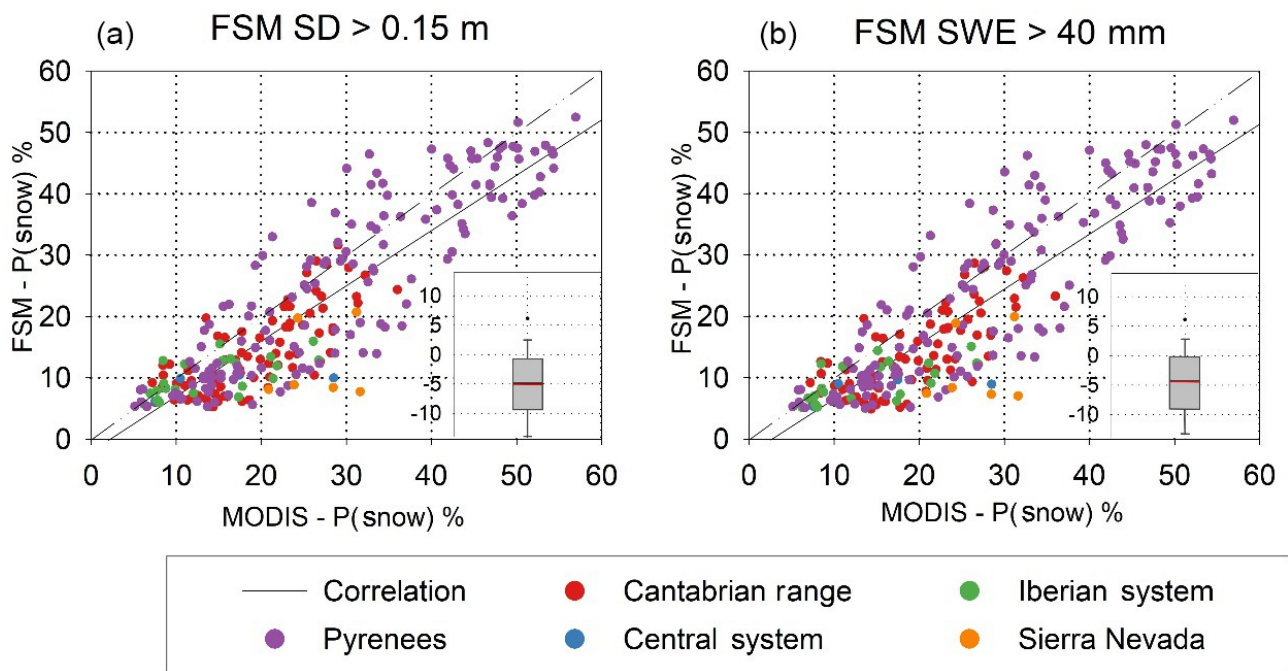 (a) FSM SD > 0.15 m
(b) FSM SWE > 40 mm
FSM - P(snow) %
60
50
40
30
20
10
0
10
5
0
-5
-10
0 10 20 30 40 50 60
MODIS - P(snow) %
FSM - P(snow) %
60
50
40
30
20
10
0
10
5
0
-5
-10
0 10 20 30 40 50 60
MODIS - P(snow) %
Correlation Cantabrian range Iberian system
Pyrenees Central system Sierra Nevada